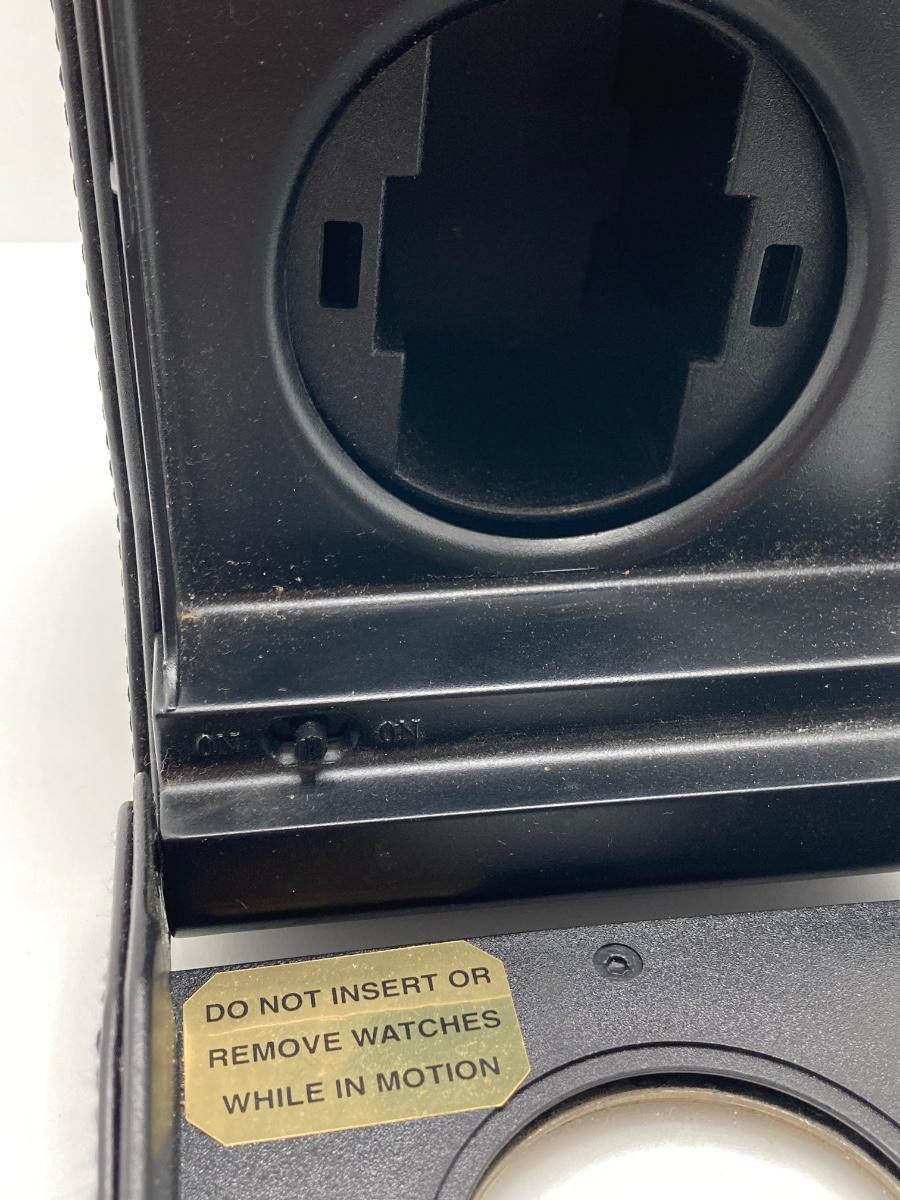 ON ON
DO NOT INSERT OR
REMOVE WATCHES
WHILE IN MOTION